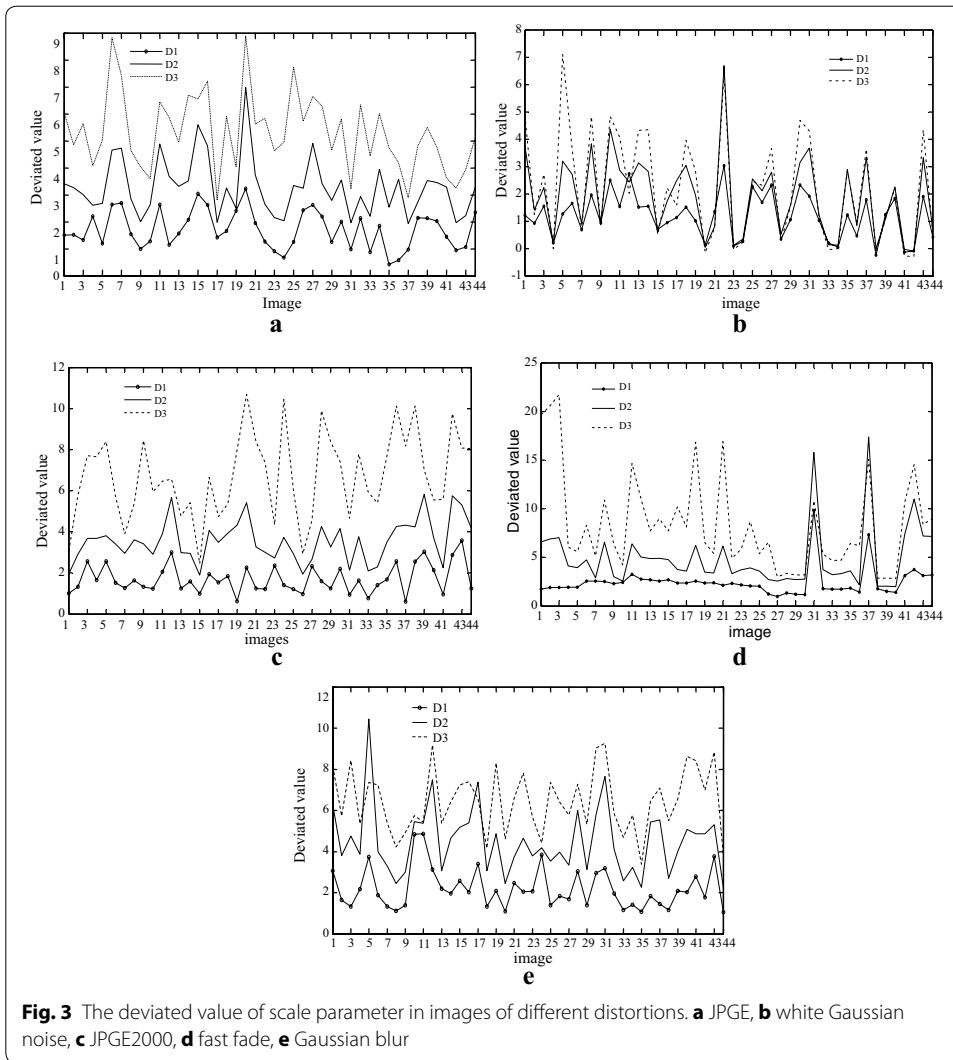 9
8
7
6
5
4
3
2
1
0
Deviated value
D1
D2
D3
1 3 5 7 9 11 13 15 17 19 21 23 25 27 29 31 33 35 37 39 41 43 44
Image
a
8
7
6
5
4
3
2
1
0
-1
Deviated value
D1
D2
D3
1 3 5 7 9 11 13 15 17 19 21 23 25 27 29 31 33 35 37 39 41 43 44
image
b
12
10
8
6
4
2
0
Deviated value
D1
D2
D3
1 3 5 7 9 11 13 15 17 19 21 23 25 27 29 31 33 35 37 39 41 43 44
images
c
25
20
15
10
5
0
Deviated value
D1
D2
D3
1 3 5 7 9 11 13 15 17 19 21 23 25 27 29 31 33 35 37 39 41 43 44
image
d
12
10
8
6
4
2
0
Deviated value
D1
D2
D3
1 3 5 7 9 11 13 15 17 19 21 23 25 27 29 31 33 35 37 39 41 43 44
image
e
Fig. 3 The deviated value of scale parameter in images of different distortions. a JPGE, b white Gaussian
noise, c JPGE2000, d fast fade, e Gaussian blur